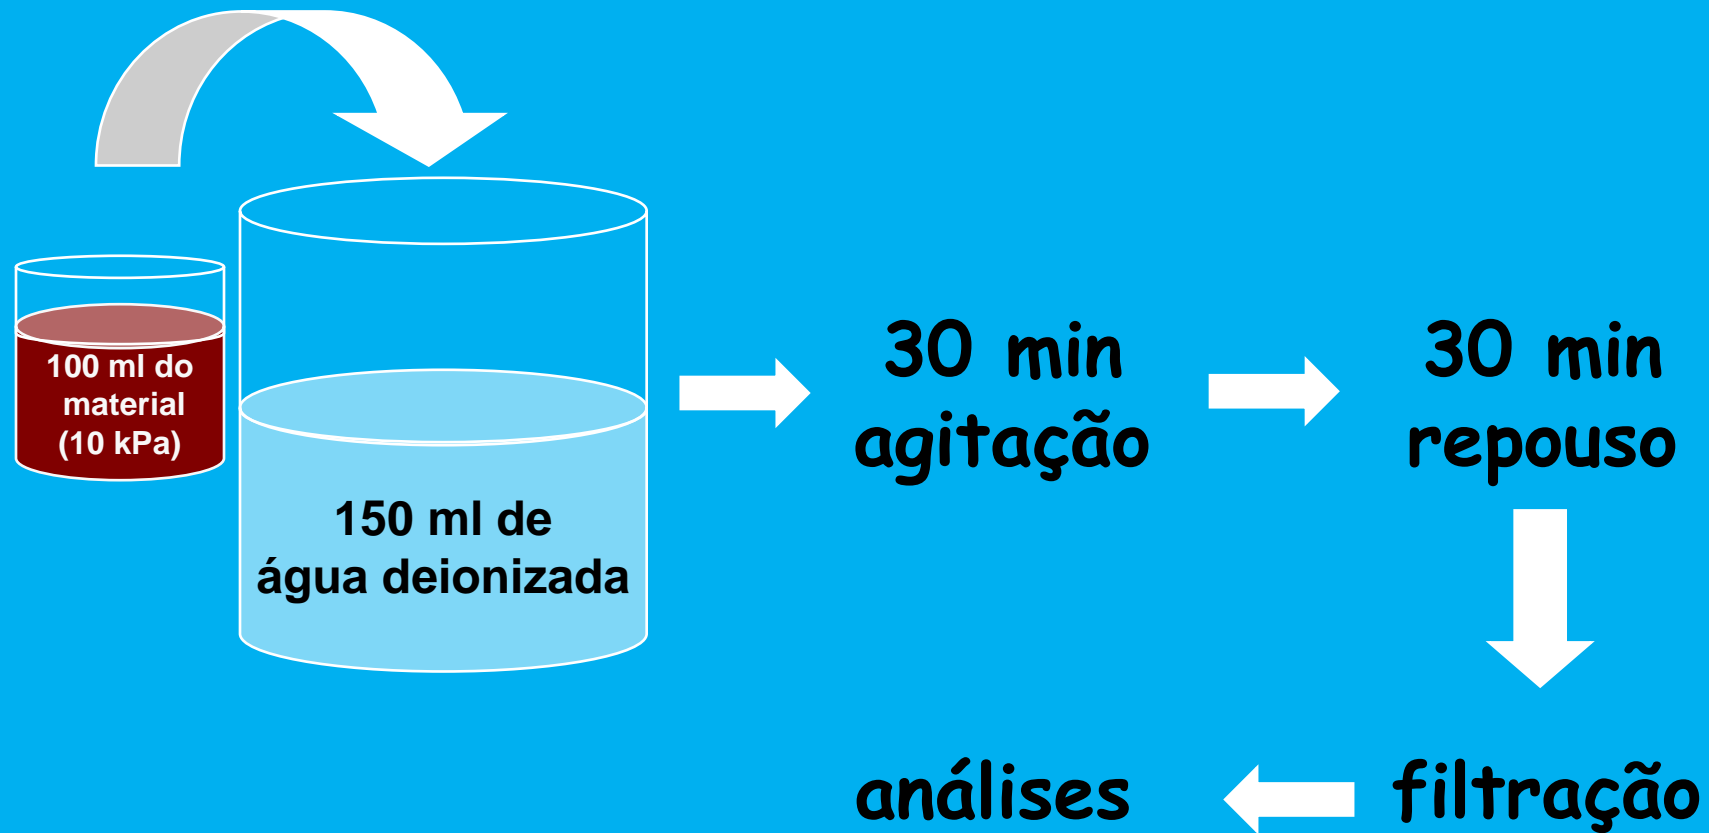 100 ml do
material
(10 kPa)
150 ml de
água deionizada
30 min
agitação
30 min
repouso
filtração
análises